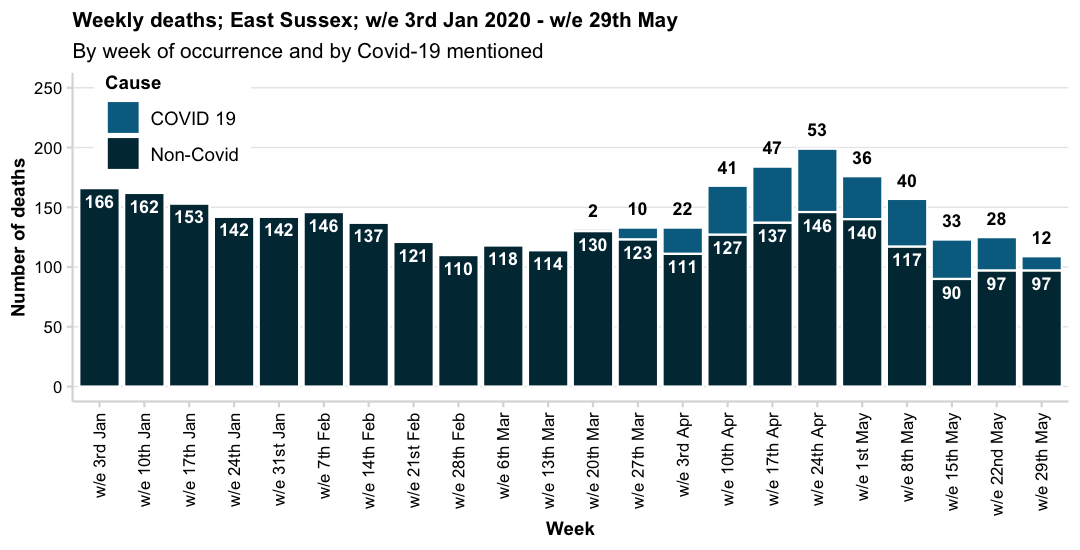 Weekly deaths; East Sussex; w/e 3rd Jan 2020 - w/e 29th May
By week of occurrence and by Covid-19 mentioned
Cause
COVID 19
Non-Covid
Number of deaths
250
200
150
100
50
0
53
47
41
36
40
2
10
22
33
28
12
166
162
153
142
142
146
137
121
110
118
114
130
123
111
127
137
146
140
117
90
97
97
w/e 3rd Jan
w/e 10th Jan
w/e 17th Jan
w/e 24th Jan
w/e 31st Jan
w/e 7th Feb
w/e 14th Feb
w/e 21st Feb
w/e 28th Feb
w/e 6th Mar
w/e 13th Mar
w/e 20th Mar
w/e 27th Mar
w/e 3rd Apr
w/e 10th Apr
w/e 17th Apr
w/e 24th Apr
w/e 1st May
w/e 8th May
w/e 15th May
w/e 22nd May
w/e 29th May
Week